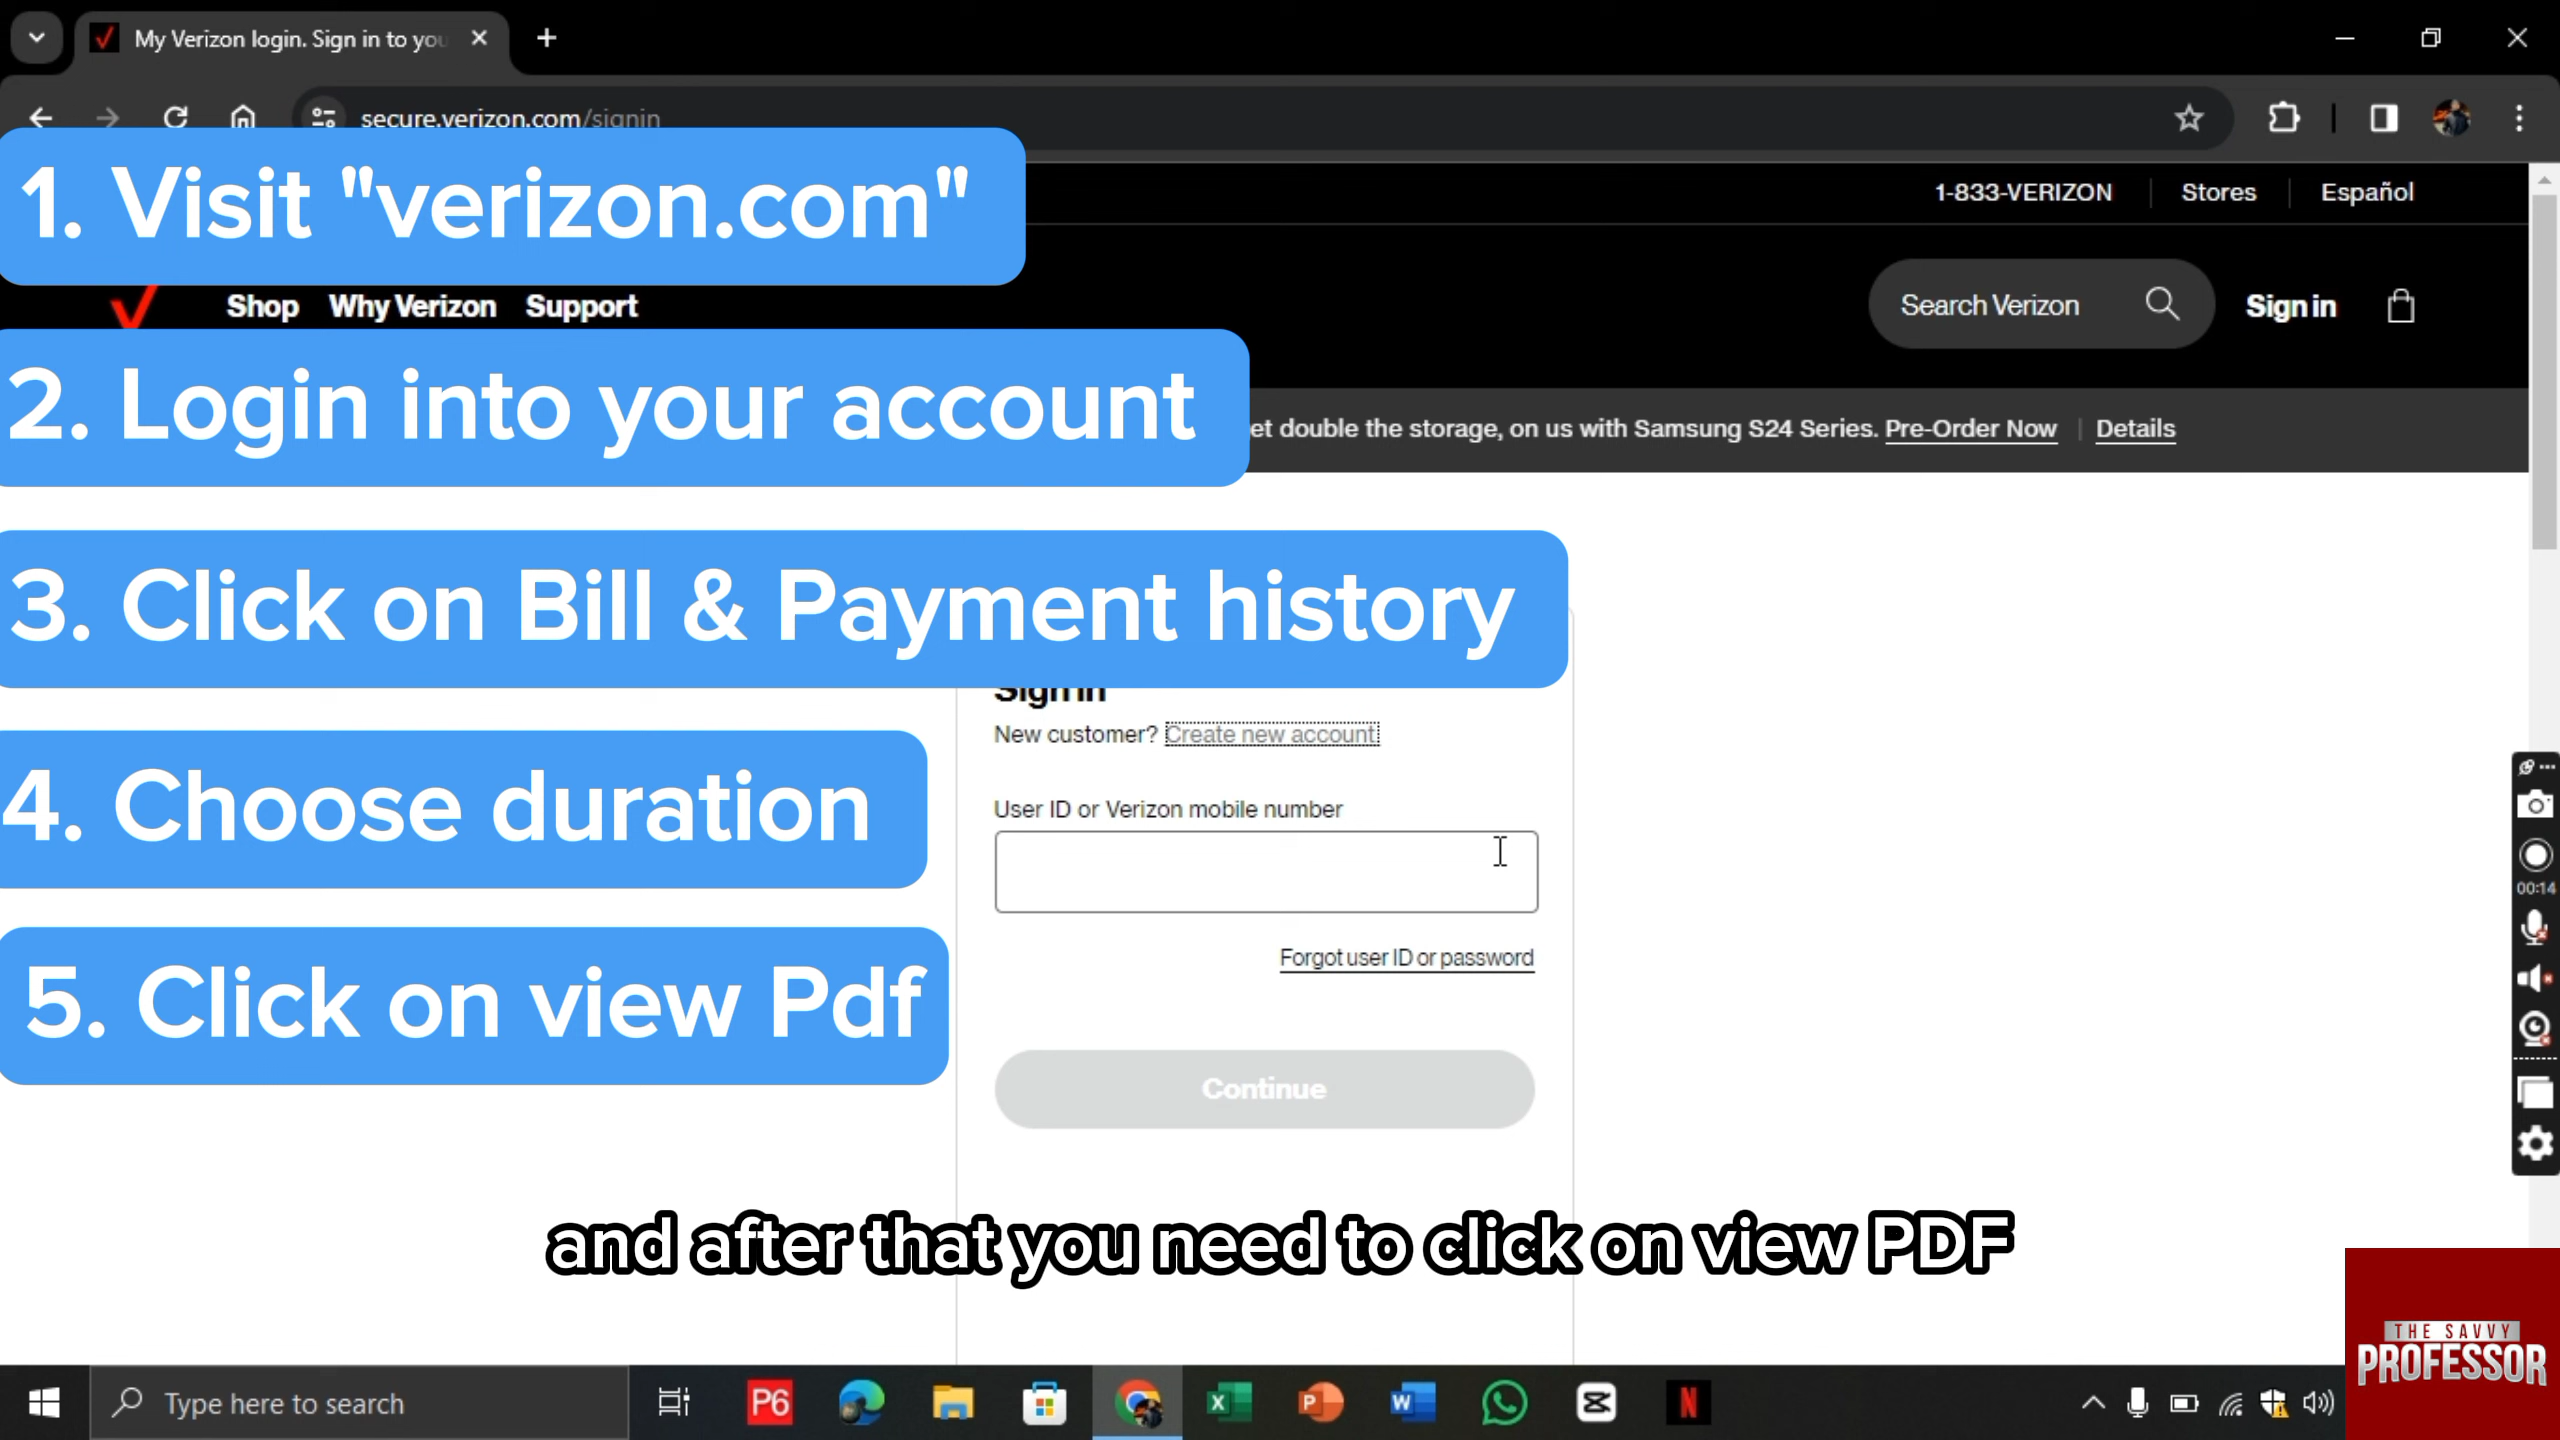 My Verizon login. Sign in to you
secure.verizon.com/signin
1. Visit "verizon.com"
1-833-VERIZON
Stores
Español
Shop
Why Verizon
Support
Search Verizon
Sign in
2. Login into your account
et double the storage, on us with Samsung S24 Series. Pre-Order Now
Details
3. Click on Bill & Payment history
Sign in
New customer? Create new account
4. Choose duration
User ID or Verizon mobile number
00:14
5. Click on view Pdf
Forgot user ID or password
Continue
and after that you need to click on view PDF
THE SAVVY
PROFESSOR
Type here to search
P6
X
P
W
N